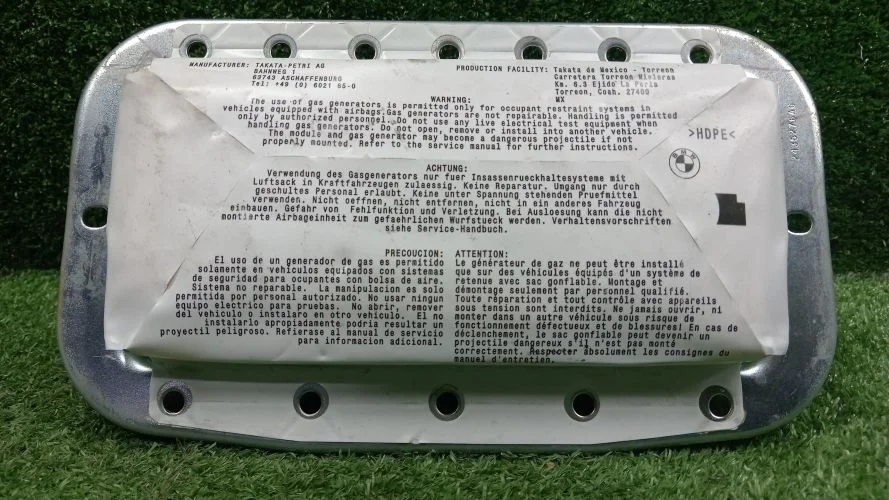 MANUFACTURER: TAKATA-PETRI AG
BAHNWEG 1
63743 ASCHAFFENBURG
Tel: +49 (0) 6021 65-0
PRODUCTION FACILITY: Takata de Mexico - Torreon
Carretera Torreon Mieleras
Km. 6.3 Ejido La Perla
Torreon, Coah. 27400
MX
WARNING:
The use of gas generators is permitted only for occupant restraint systems in
vehicles equipped with airbags.Gas generators are not repairable. Handling is permitted
only by authorized personnel. Do not use any live electrical test equipment when
handling gas generators. Do not open, remove or install into another vehicle.
The module and gas generator may become a dangerous projectile if not
properly mounted. Refer to the service manual for further instructions.
>HDPE<
BMW
ACHTUNG:
Verwendung des Gasgenerators nur fuer Insassenrueckhaltesysteme mit
Luftsack in Kraftfahrzeugen zulaessig. Keine Reparatur. Umgang nur durch
geschultes Personal erlaubt. Keine unter Spannung stehenden Pruefmittel
verwenden. Nicht oeffnen, nicht entfernen, nicht in ein anderes Fahrzeug
einbauen. Gefahr von Fehlfunktion und Verletzung. Bei Ausloesung kann die nicht
montierte Airbageinheit zum gefaehrlichen Wurfstueck werden. Verhaltensvorschriften
siehe Service-Handbuch.
PRECOUCION:
El uso de un generador de gas es permitido
solamente en vehiculos equipados con sistemas
de seguridad para ocupantes con bolsa de aire.
Sistema no reparable. La manipulacion es solo
permitida por personal autorizado. No usar ningun
equipo electrico para pruebas. No abrir, remover
del vehiculo o instalaro en otro vehiculo. El no
instalarlo apropiadamente podria resultar un
proyectil peligroso. Refierase al manual de servicio
para informacion adicional.
ATTENTION:
Le générateur de gaz ne peut être installé
que sur des véhicules équipés d'un système de
retenue avec sac gonflable. Montage et
démontage seulement par personnel qualifié.
Toute réparation et tout contrôle avec appareils
sous tension sont interdits. Ne jamais ouvrir, ni
monter dans un autre véhicule sous risque de
fonctionnement défectueux et de blessures! En cas de
déclenchement, le sac gonflable peut devenir un
projectile dangereux s'il n'est pas monté
correctement. Respecter absolument les consignes du
manuel d'entretien.